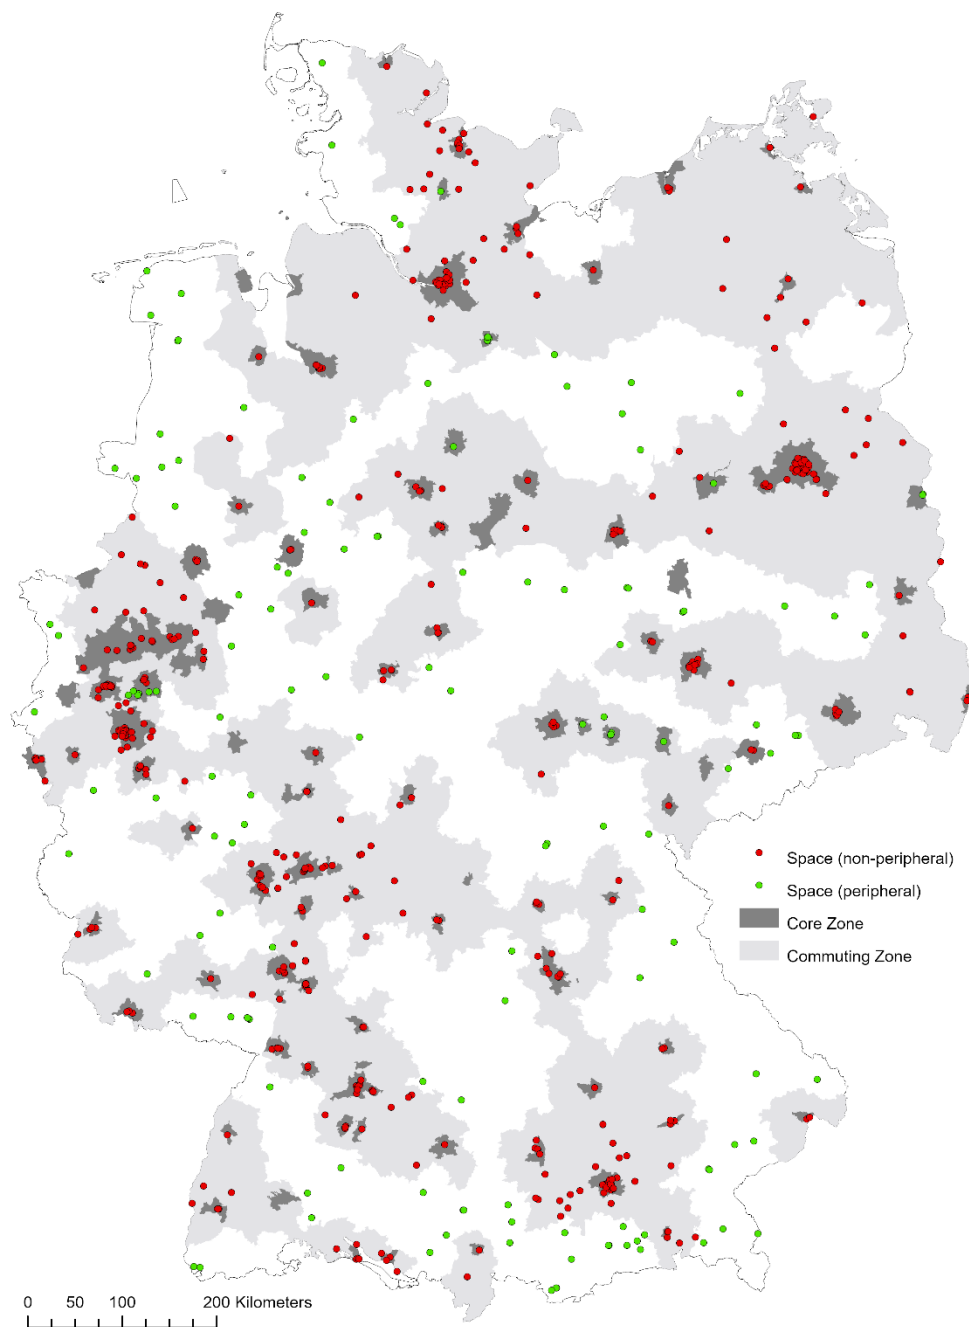 Space (non-peripheral)
Space (peripheral)
Core Zone
Commuting Zone
0 50 100 200 Kilometers